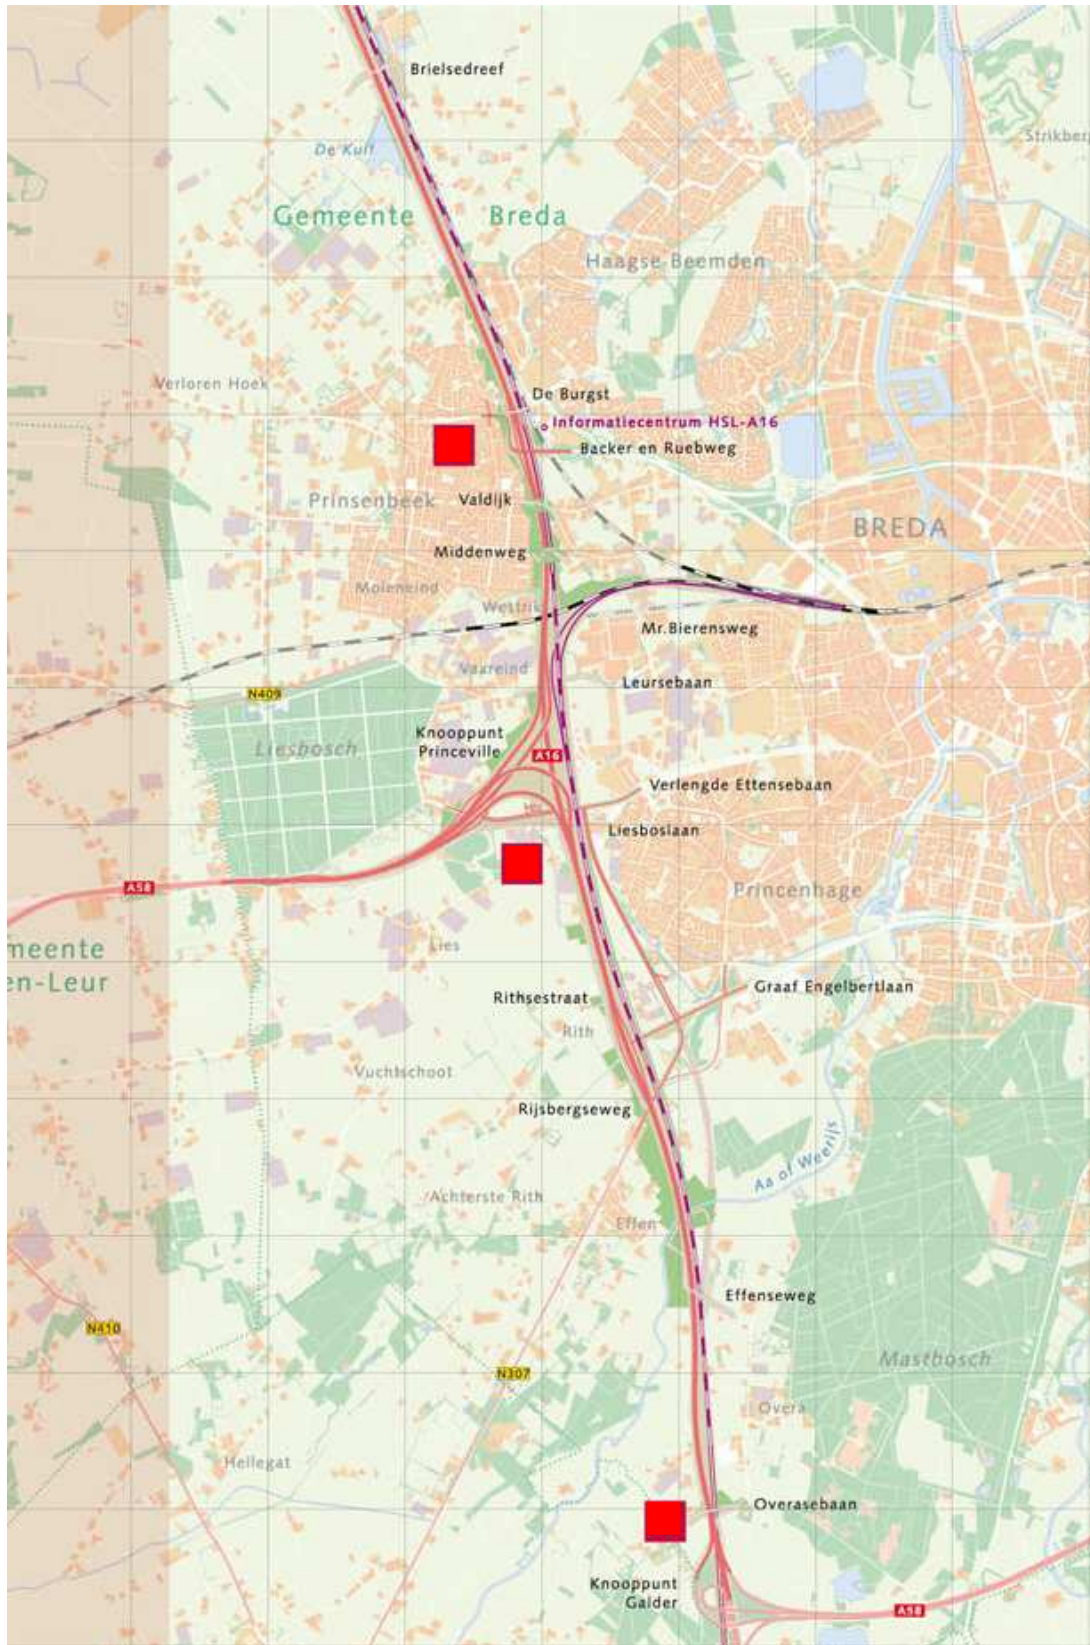 Brielsedreef
Strikber
De Kuil
Gemeente Breda
Haagse Beemden
Verloren Hoek
De Burgst
Informatiecentrum HSL-A16
Backer en Ruebweg
Prinsenbeek
Valdijk
BREDA
Middenweg
Moleneind
Westrik
Mr.Bierensweg
Vaareind
Leursebaan
N409
Knooppunt
Princeville
Liesbosch
A16
Verlengde Ettensebaan
Liesboslaan
A58
Princenhage
Lies
meente
en-Leur
Graaf Engelbertlaan
Rithsestraat
Rith
Vuchtschoot
Rijsbergseweg
Aa of Weerijs
Achterste Rith
Effen
Effenseweg
N410
Mastbosch
N307
Overa
Hellegat
Overasebaan
Knooppunt
Galder
A58